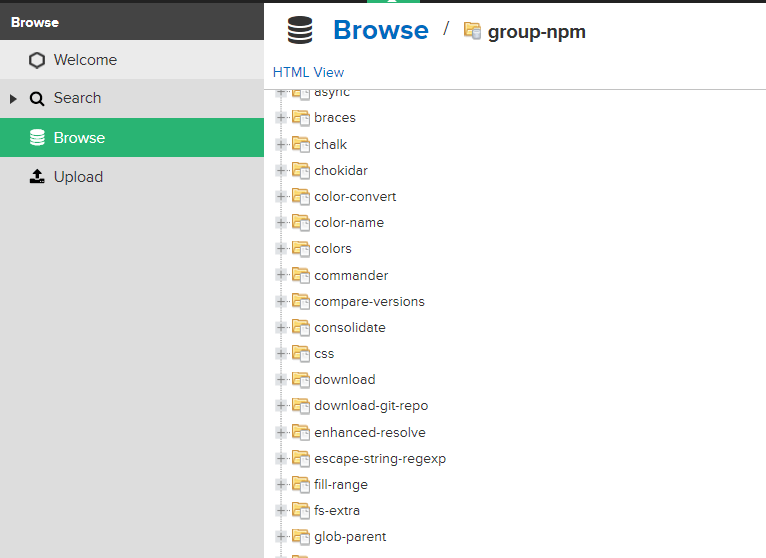 Browse
Welcome
Search
Browse
Upload
Browse / group-npm
HTML View
async
braces
chalk
chokidar
color-convert
color-name
colors
commander
compare-versions
consolidate
css
download
download-git-repo
enhanced-resolve
escape-string-regexp
fill-range
fs-extra
glob-parent